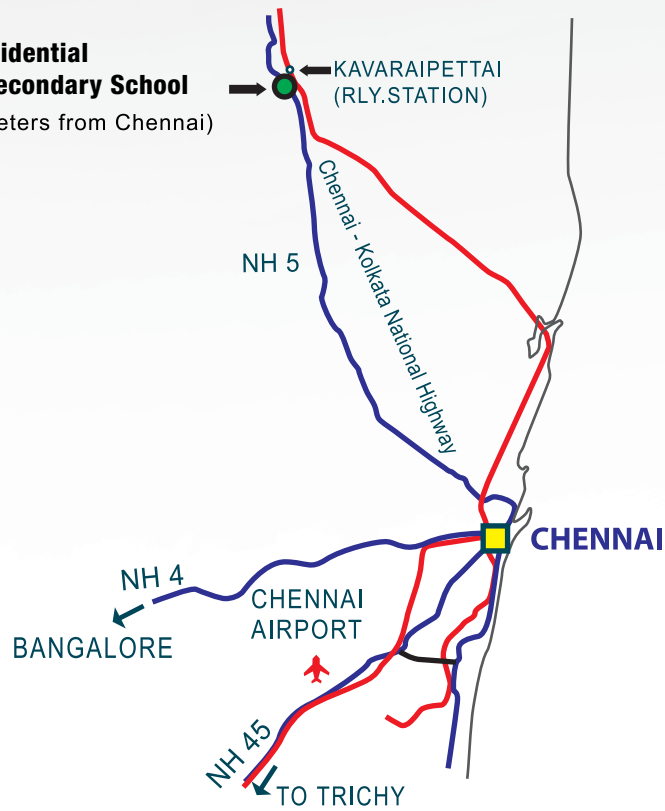 idential
econdary School
eters from Chennai)
KAVARAIPETTAI
(RLY.STATION)
NH 5
Chennai - Kolkata National Highway
CHENNAI
NH 4
BANGALORE
CHENNAI
AIRPORT
NH 45
TO TRICHY